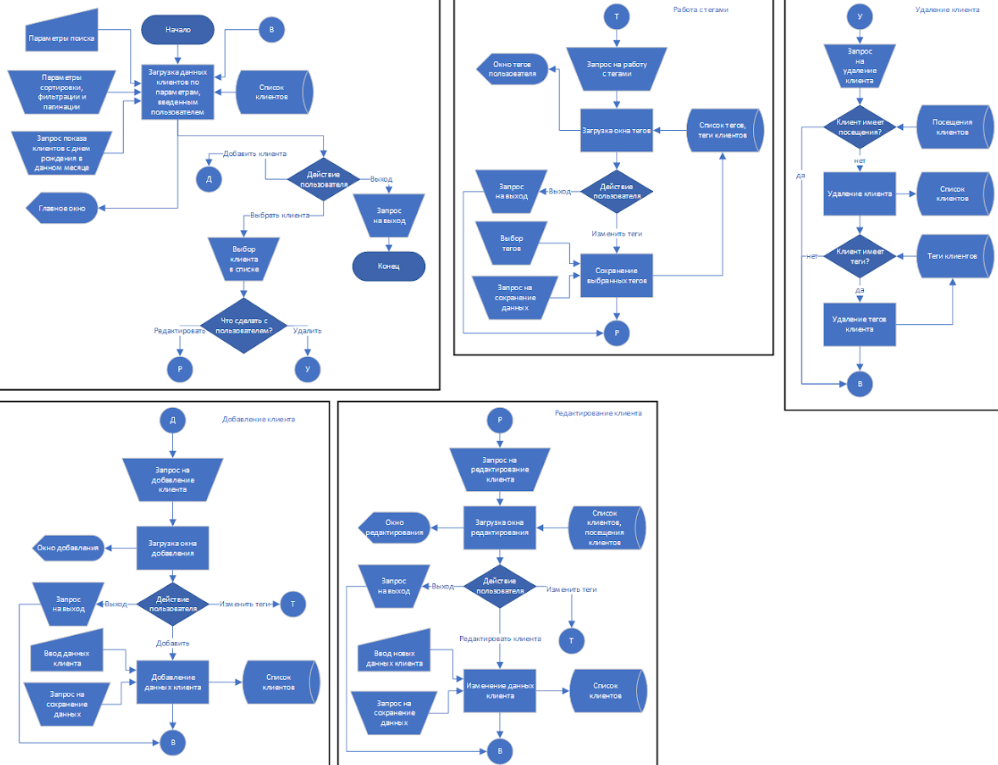 Параметры поиска
Начало
В
Параметры
сортировки,
фильтрации и
пагинации
Загрузка данных
клиентов по
параметрам,
введенным
пользователем
Список
клиентов
Запрос показа
клиентов с днем
рождения в
данном месяце
Добавить клиента
Д
Действие
пользователя
Выход
Главное окно
Запрос
на выход
Выбрать клиента
Выбор
клиента
в списке
Конец
Что сделать с
пользователем?
Редактировать
Удалить
Р
У
Т
Работа с тегами
Окно тегов
пользователя
Запрос на работу
с тегами
Загрузка окна тегов
Список тегов,
теги клиентов
Запрос
на выход
Выход
Действие
пользователя
Выбор
тегов
Изменить теги
Запрос на
сохранение
данных
Сохранение
выбранных тегов
Р
У
Удаление клиента
Запрос
на
удаление
клиента
Клиент имеет
посещения?
Посещения
клиентов
да
нет
Удаление клиента
Список
клиентов
Клиент имеет
теги?
Теги клиентов
нет
да
Удаление тегов
клиента
В
Д
Добавление клиента
Запрос на
добавление
клиента
Окно добавления
Загрузка окна
добавления
Запрос
на выход
Выход
Действие
пользователя
Изменить теги
Т
Добавить
Ввод данных
клиента
Добавление
данных клиента
Список
клиентов
Запрос на
сохранение
данных
В
Р
Редактирование клиента
Запрос на
редактирование
клиента
Окно
редактирования
Загрузка окна
редактирования
Список
клиентов,
посещения
клиентов
Запрос
на выход
Выход
Действие
пользователя
Изменить теги
Т
Редактировать клиента
Ввод новых
данных клиента
Изменение данных
клиента
Список
клиентов
Запрос на
сохранение
данных
В